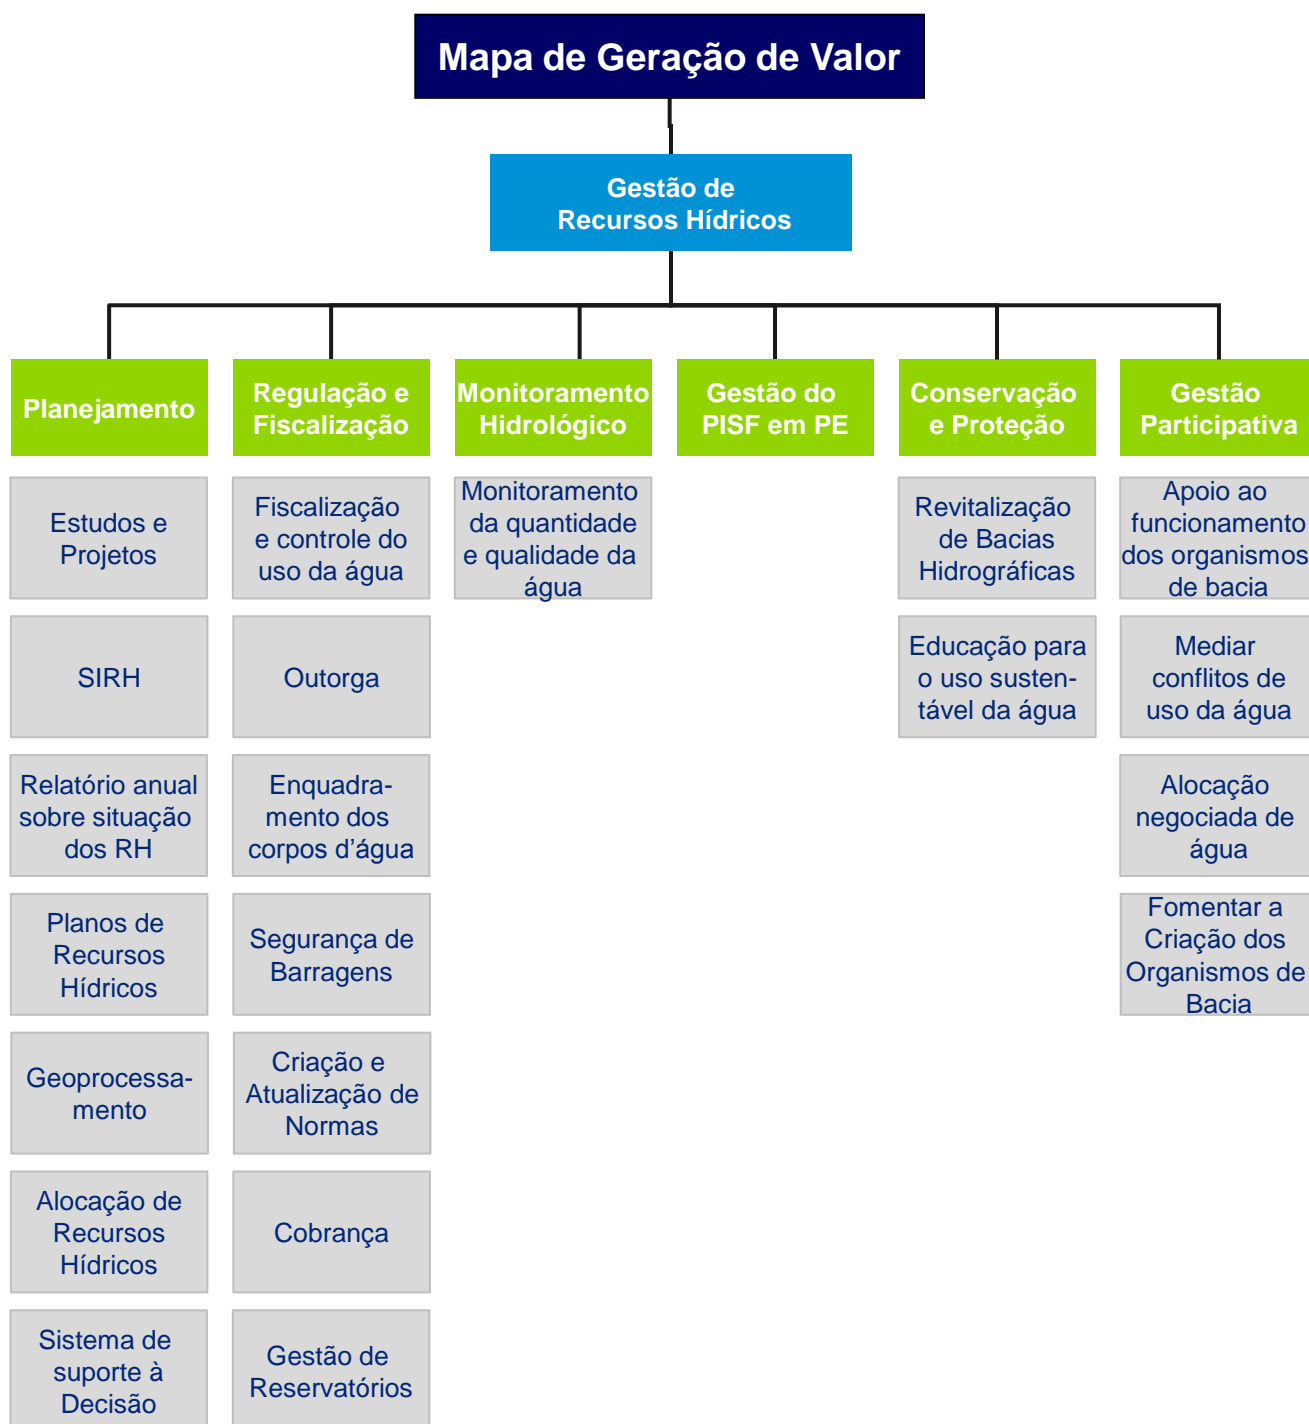 Mapa de Geração de Valor
Gestão de
Recursos Hídricos
Planejamento
Regulação e
Fiscalização
Monitoramento
Hidrológico
Gestão do
PISF em PE
Conservação
e Proteção
Gestão
Participativa
Estudos e
Projetos
SIRH
Relatório anual
sobre situação
dos RH
Planos de
Recursos
Hídricos
Geoprocessa-
mento
Alocação de
Recursos
Hídricos
Sistema de
suporte à
Decisão
Fiscalização
e controle do
uso da água
Outorga
Enquadra-
mento dos
corpos d’água
Segurança de
Barragens
Criação e
Atualização de
Normas
Cobrança
Gestão de
Reservatórios
Monitoramento
da quantidade
e qualidade da
água
Revitalização
de Bacias
Hidrográficas
Educação para
o uso susten-
tável da água
Apoio ao
funcionamento
dos organismos
de bacia
Mediar
conflitos de
uso da água
Alocação
negociada de
água
Fomentar a
Criação dos
Organismos de
Bacia